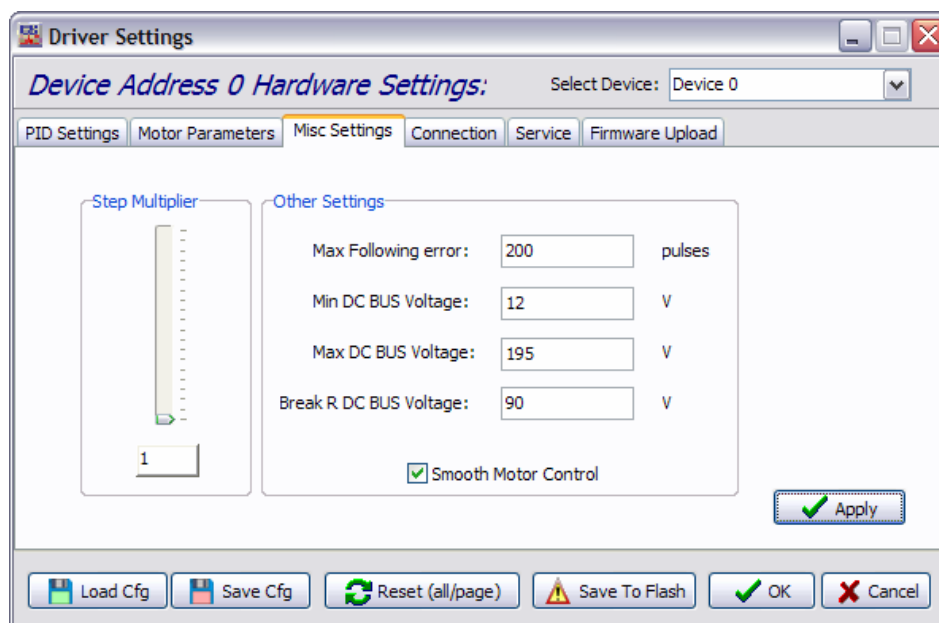 Driver Settings
Device Address 0 Hardware Settings:
Select Device: Device 0
PID Settings Motor Parameters Misc Settings Connection Service Firmware Upload
Step Multiplier
1
Other Settings
Max Following error: 200 pulses
Min DC BUS Voltage: 12 V
Max DC BUS Voltage: 195 V
Break R DC BUS Voltage: 90 V
Smooth Motor Control
Apply
Load Cfg Save Cfg Reset (all/page) Save To Flash OK Cancel